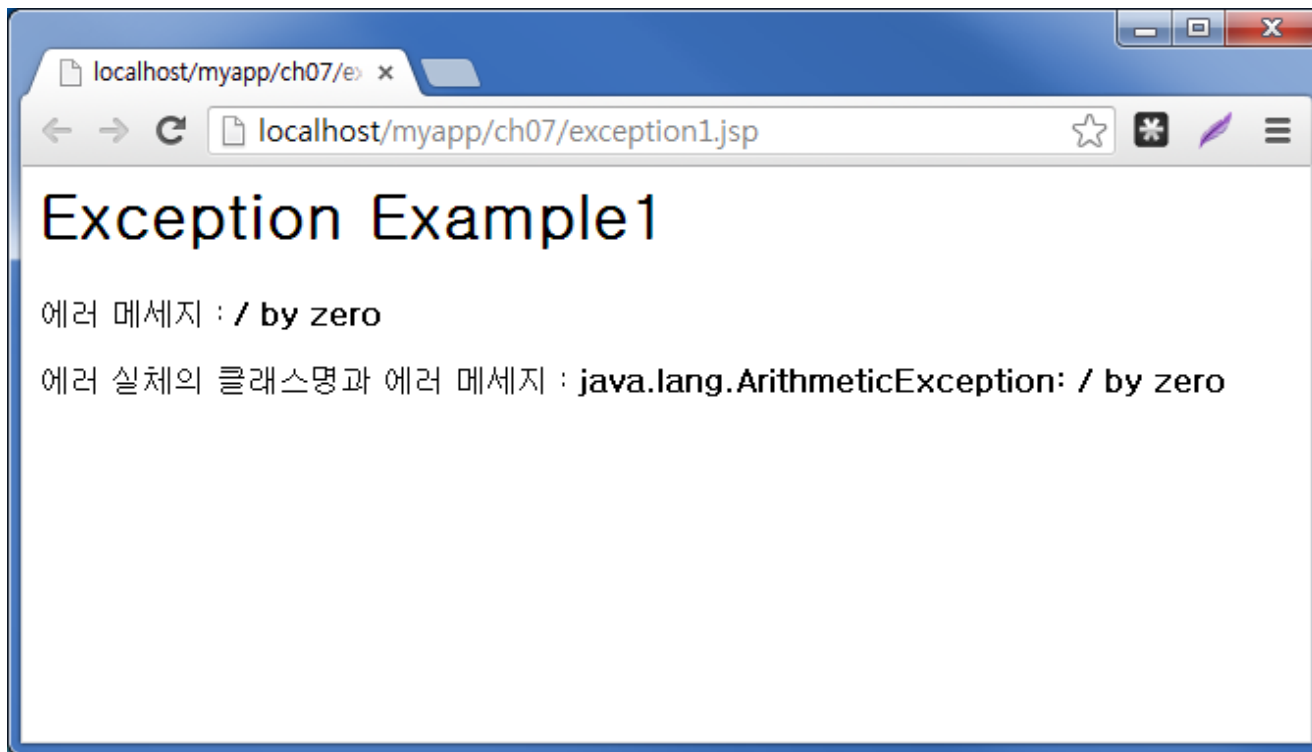 localhost/myapp/ch07/e
localhost/myapp/ch07/exception1.jsp
Exception Example1
에러 메세지 : / by zero
에러 실체의 클래스명과 에러 메세지 : java.lang.ArithmeticException: / by zero